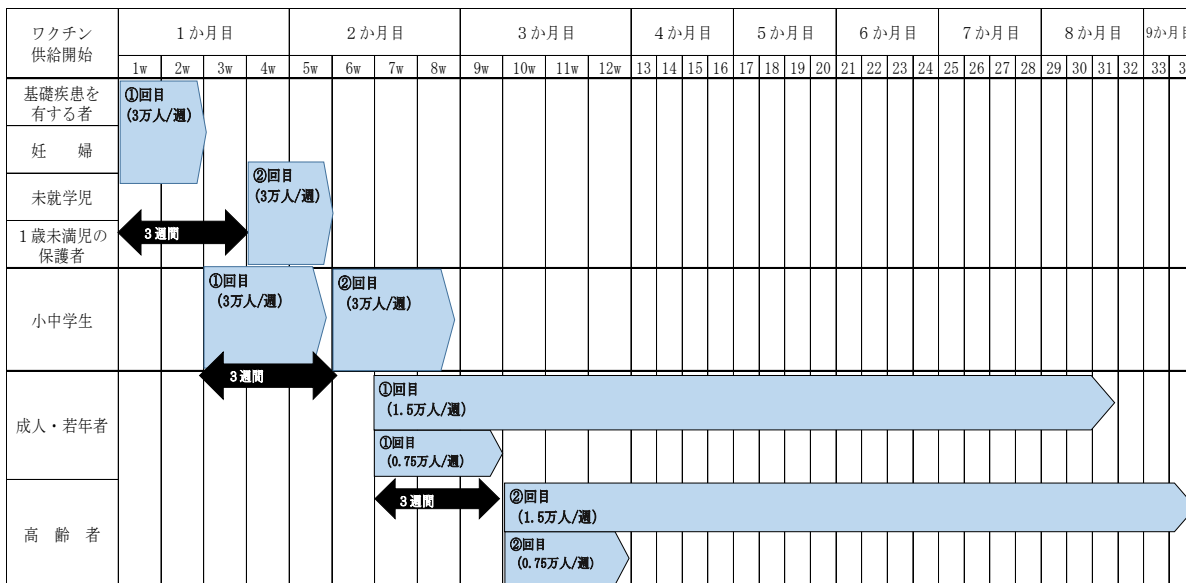 ワクチン
供給開始
1か月目 2か月目 3か月目 4か月目 5か月目 6か月目 7か月目 8か月目 9か月目
1w 2w 3w 4w 5w 6w 7w 8w 9w 10w 11w 12w 13 14 15 16 17 18 19 20 21 22 23 24 25 26 27 28 29 30 31 32 33
基礎疾患を
有する者
①回目
(3万人/週)
妊 婦
未就学児
②回目
(3万人/週)
3週間
1歳未満児の
保護者
小中学生
①回目
(3万人/週)
②回目
(3万人/週)
3週間
成人・若年者
①回目
(1.5万人/週)
①回目
(0.75万人/週)
3週間
高 齢 者
②回目
(1.5万人/週)
②回目
(0.75万人/週)